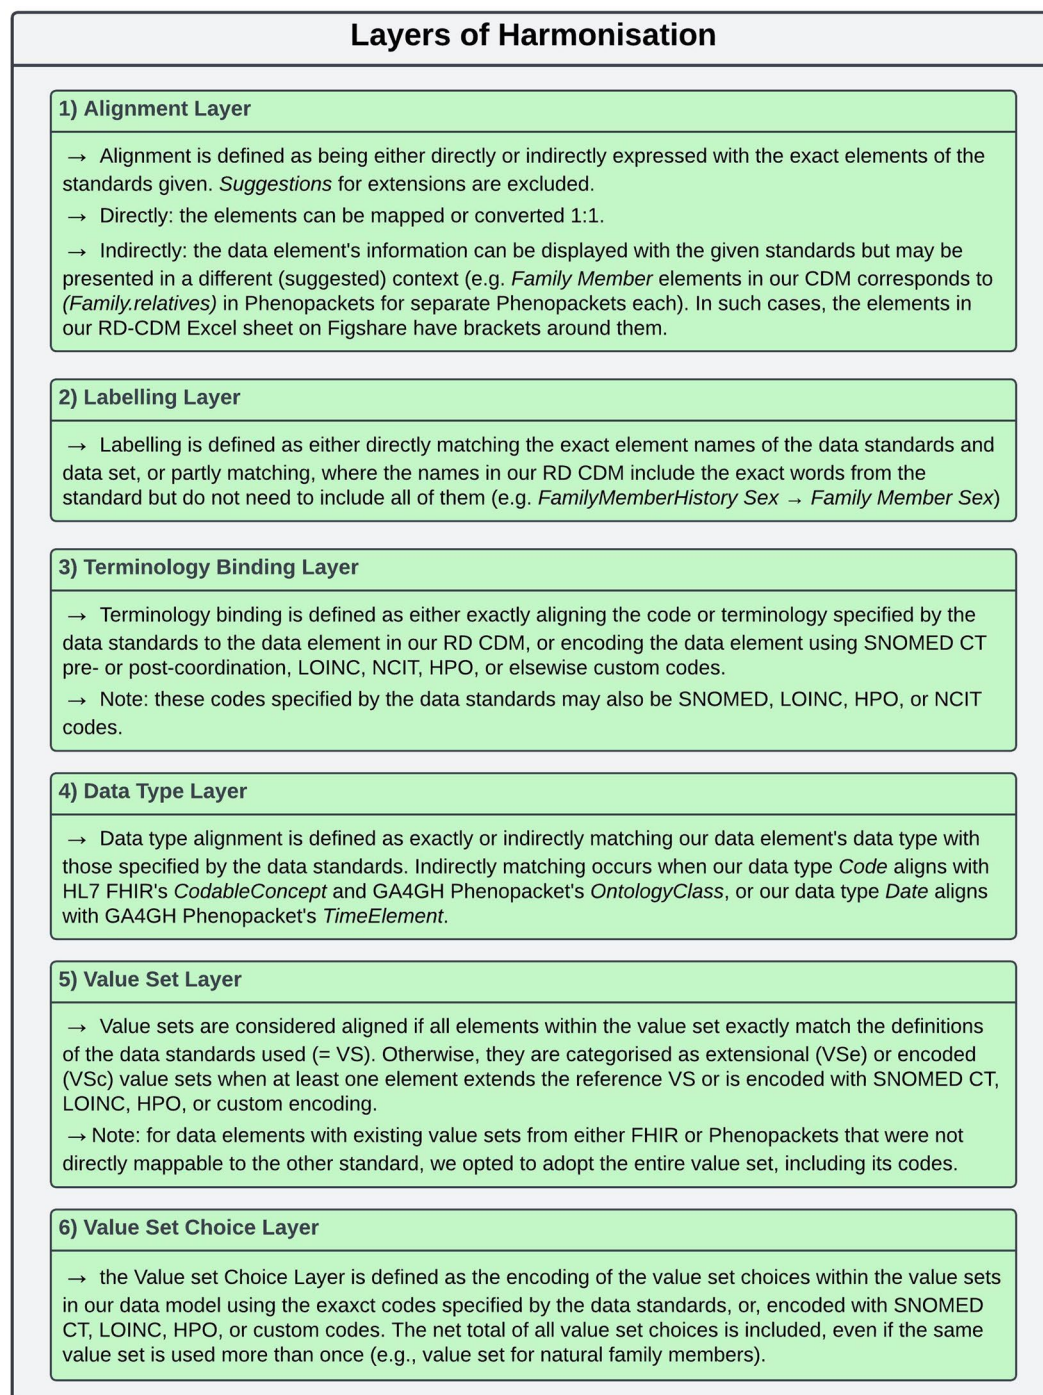 Layers of Harmonisation
1) Alignment Layer
→ Alignment is defined as being either directly or indirectly expressed with the exact elements of the
standards given. Suggestions for extensions are excluded.
→ Directly: the elements can be mapped or converted 1:1.
→ Indirectly: the data element's information can be displayed with the given standards but may be
presented in a different (suggested) context (e.g. Family Member elements in our CDM corresponds to
(Family.relatives) in Phenopackets for separate Phenopackets each). In such cases, the elements in
our RD-CDM Excel sheet on Figshare have brackets around them.
2) Labelling Layer
→ Labelling is defined as either directly matching the exact element names of the data standards and
data set, or partly matching, where the names in our RD CDM include the exact words from the
standard but do not need to include all of them (e.g. FamilyMemberHistory Sex → Family Member Sex)
3) Terminology Binding Layer
→ Terminology binding is defined as either exactly aligning the code or terminology specified by the
data standards to the data element in our RD CDM, or encoding the data element using SNOMED CT
pre- or post-coordination, LOINC, NCIT, HPO, or elsewise custom codes.
→ Note: these codes specified by the data standards may also be SNOMED, LOINC, HPO, or NCIT
codes.
4) Data Type Layer
→ Data type alignment is defined as exactly or indirectly matching our data element's data type with
those specified by the data standards. Indirectly matching occurs when our data type Code aligns with
HL7 FHIR's CodableConcept and GA4GH Phenopacket's OntologyClass, or our data type Date aligns
with GA4GH Phenopacket's TimeElement.
5) Value Set Layer
→ Value sets are considered aligned if all elements within the value set exactly match the definitions
of the data standards used (= VS). Otherwise, they are categorised as extensional (VSe) or encoded
(VSc) value sets when at least one element extends the reference VS or is encoded with SNOMED CT,
LOINC, HPO, or custom encoding.
→ Note: for data elements with existing value sets from either FHIR or Phenopackets that were not
directly mappable to the other standard, we opted to adopt the entire value set, including its codes.
6) Value Set Choice Layer
→ the Value set Choice Layer is defined as the encoding of the value set choices within the value sets
in our data model using the exaxct codes specified by the data standards, or, encoded with SNOMED
CT, LOINC, HPO, or custom codes. The net total of all value set choices is included, even if the same
value set is used more than once (e.g., value set for natural family members).